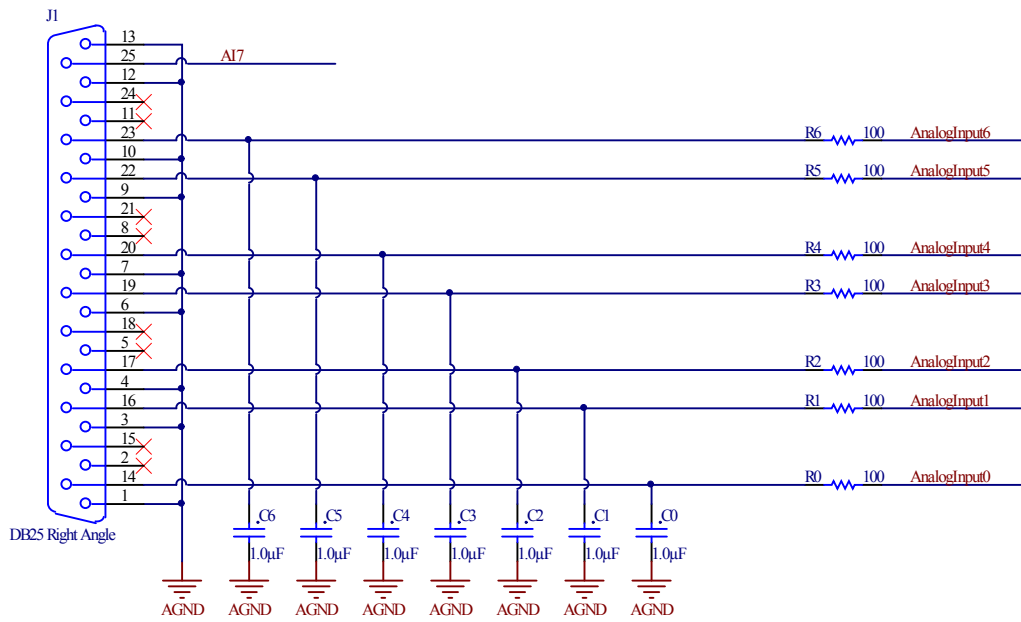 J1
13
25 AI7
12
24
11
23 R6 100 AnalogInput6
10
22 R5 100 AnalogInput5
9
21
8
20 R4 100 AnalogInput4
7
19 R3 100 AnalogInput3
6
18
5
17 R2 100 AnalogInput2
4
16 R1 100 AnalogInput1
3
15
2
14 R0 100 AnalogInput0
1
DB25 Right Angle
C6 C5 C4 C3 C2 C1 C0
1.0µF 1.0µF 1.0µF 1.0µF 1.0µF 1.0µF 1.0µF
AGND AGND AGND AGND AGND AGND AGND AGND